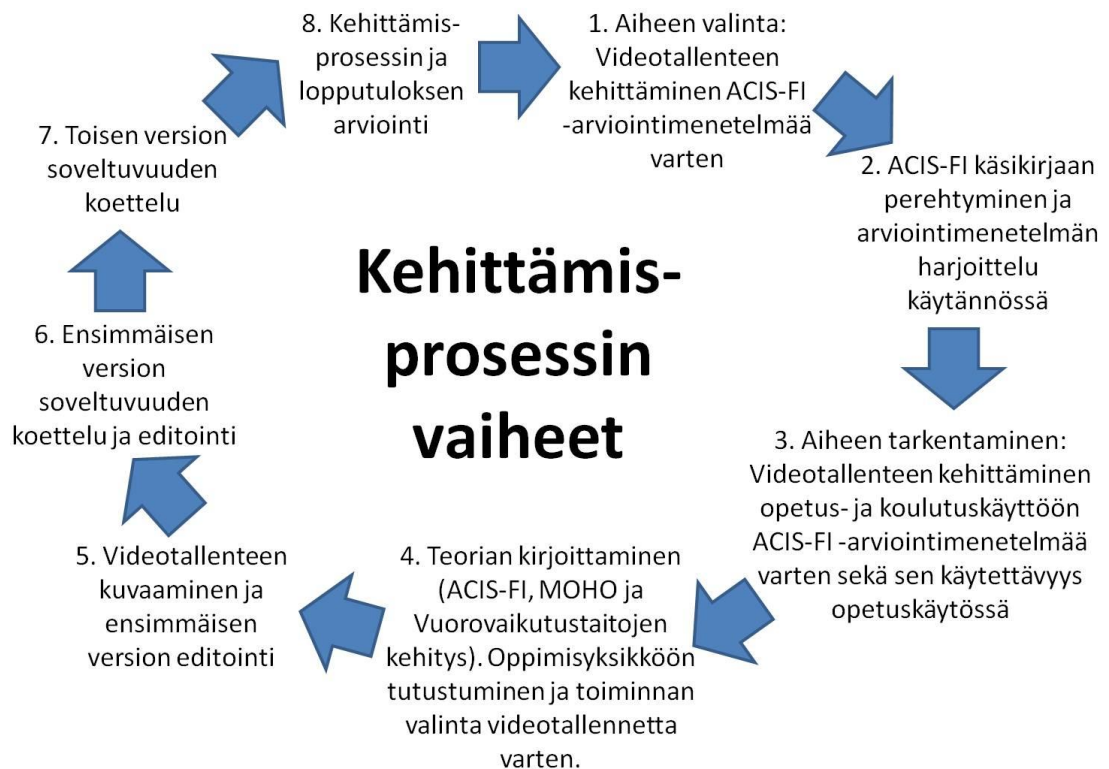 Kehittämis-
prosessin
vaiheet
1. Aiheen valinta:
Videotallenteen
kehittäminen ACIS-FI
-arviointimenetelmää
varten
2. ACIS-FI käsikirjaan
perehtyminen ja
arviointimenetelmän
harjoittelu
käytännössä
3. Aiheen tarkentaminen:
Videotallenteen kehittäminen
opetus- ja koulutuskäyttöön
ACIS-FI -arviointimenetelmää
varten sekä sen käytettävyys
opetuskäytössä
4. Teorian kirjoittaminen
(ACIS-FI, MOHO ja
Vuorovaikutustaitojen
kehitys). Oppimisyksikköön
tutustuminen ja toiminnan
valinta videotallennetta
varten.
5. Videotallenteen
kuvaaminen ja
ensimmäisen
version editointi
6. Ensimmäisen
version
soveltuvuuden
koettelu ja editointi
7. Toisen version
soveltuvuuden
koettelu
8. Kehittämis-
prosessin ja
lopputuloksen
arviointi